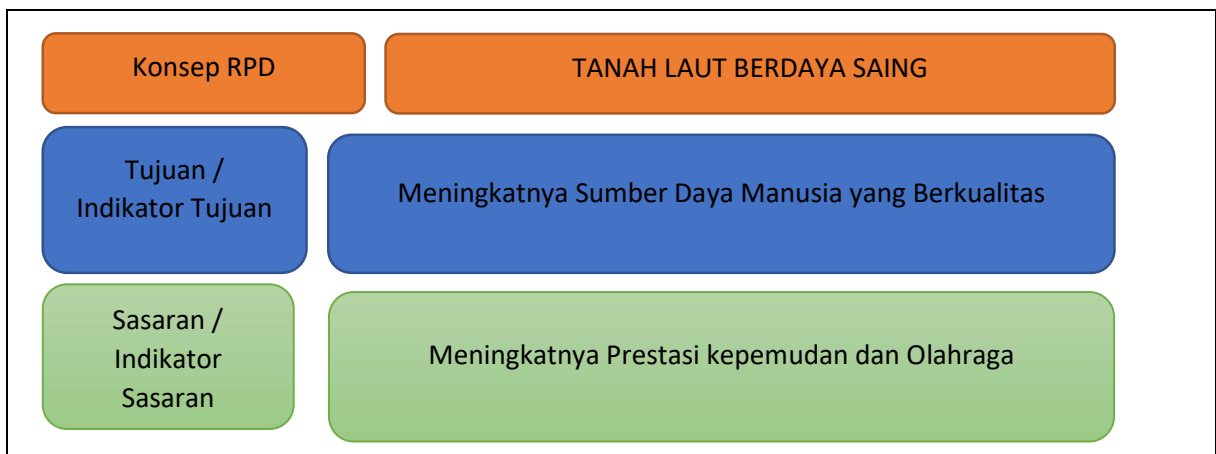 Konsep RPD
TANAH LAUT BERDAYA SAING
Tujuan /
Indikator Tujuan
Meningkatnya Sumber Daya Manusia yang Berkualitas
Sasaran /
Indikator
Sasaran
Meningkatnya Prestasi kepemudan dan Olahraga